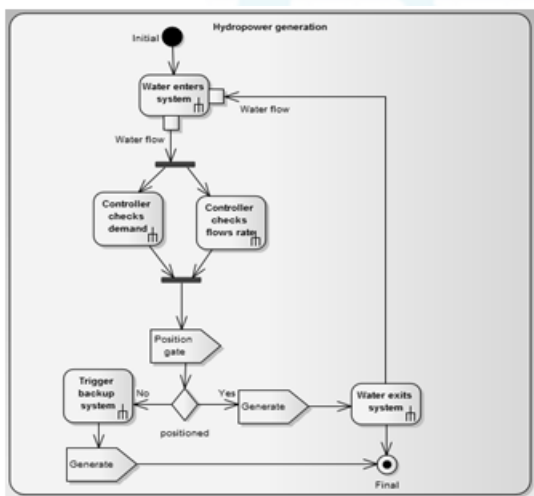 Hydropower generation
Initial
Water enters
system
Water flow
Water flow
Controller
checks
demand
Controller
checks
flows rate
Position
gate
Trigger
backup
system
No
Yes
positioned
Generate
Water exits
system
Generate
Final